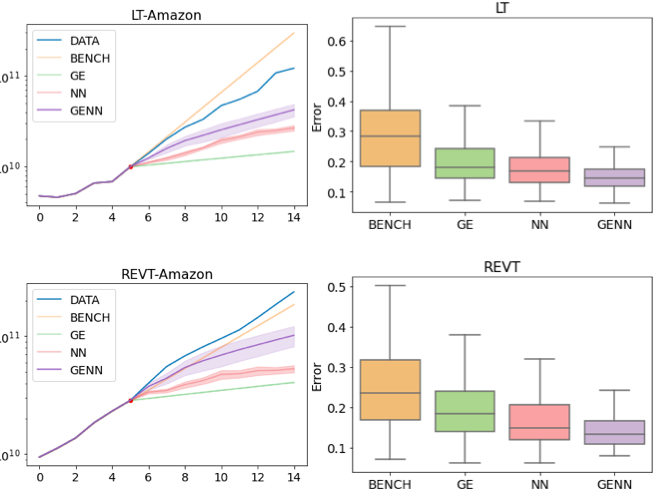 LT-Amazon
DATA
BENCH
GE
NN
GENN
10^11
10^10
0 2 4 6 8 10 12 14
LT
Error
0.6
0.5
0.4
0.3
0.2
0.1
BENCH GE NN GENN
REVT-Amazon
DATA
BENCH
GE
NN
GENN
10^11
10^10
0 2 4 6 8 10 12 14
REVT
Error
0.5
0.4
0.3
0.2
0.1
BENCH GE NN GENN